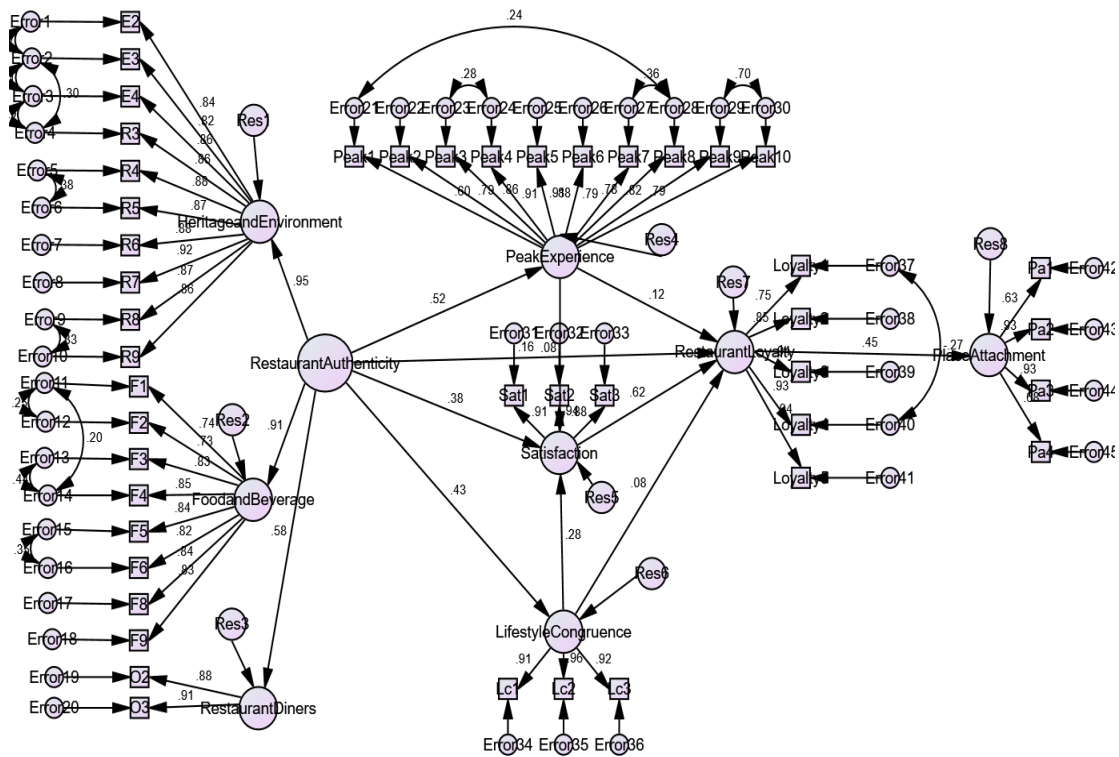 Error1 E2
Error2 E3
Error3 .30 E4
Error4 R3
Error5 R4
.38
Error6 R5
Error7 R6
Error8 R7
Error9 R8
Error10 R9
.84
.82
.86
.86
.88
.87
.88
.92
.87
.86
Res1
HeritageandEnvironment
.95
.24
.28 .36 .70
Error21 Error22 Error23 Error24 Error25 Error26 Error27 Error28 Error29 Error30
Peak1 Peak2 Peak3 Peak4 Peak5 Peak6 Peak7 Peak8 Peak9 Peak10
.60 .79 .86 .91 .88 .79 .78 .82 .79
PeakExperience
Res4
.52
.12
RestaurantAuthenticity
.16 .08
Error31 Error32 Error33
Sat1 Sat2 Sat3
.91 .94 .88
Satisfaction
Res5
.38
.62
.43
.28
.08
Res7
RestaurantLoyalty
.75
.85
.93
.94
Error37
Error38
Error39
Error40
Error41
-.27
.45
Res8
PlaceAttachment
.63
.93
.93
Pa1 Error42
Pa2 Error43
Pa3 Error44
Pa4 Error45
Error11 F1
Error12 F2
Error13 .20 F3
Error14 F4
Error15 F5
Error16 F6
Error17 F8
Error18 F9
.74
.73
.83
.85
.84
.82
.84
.83
Res2
FoodandBeverage
.91
.58
Res3
Error19 O2 .88
Error20 O3 .91
RestaurantDiners
Res6
LifestyleCongruence
.91 .96 .92
Lc1 Lc2 Lc3
Error34 Error35 Error36